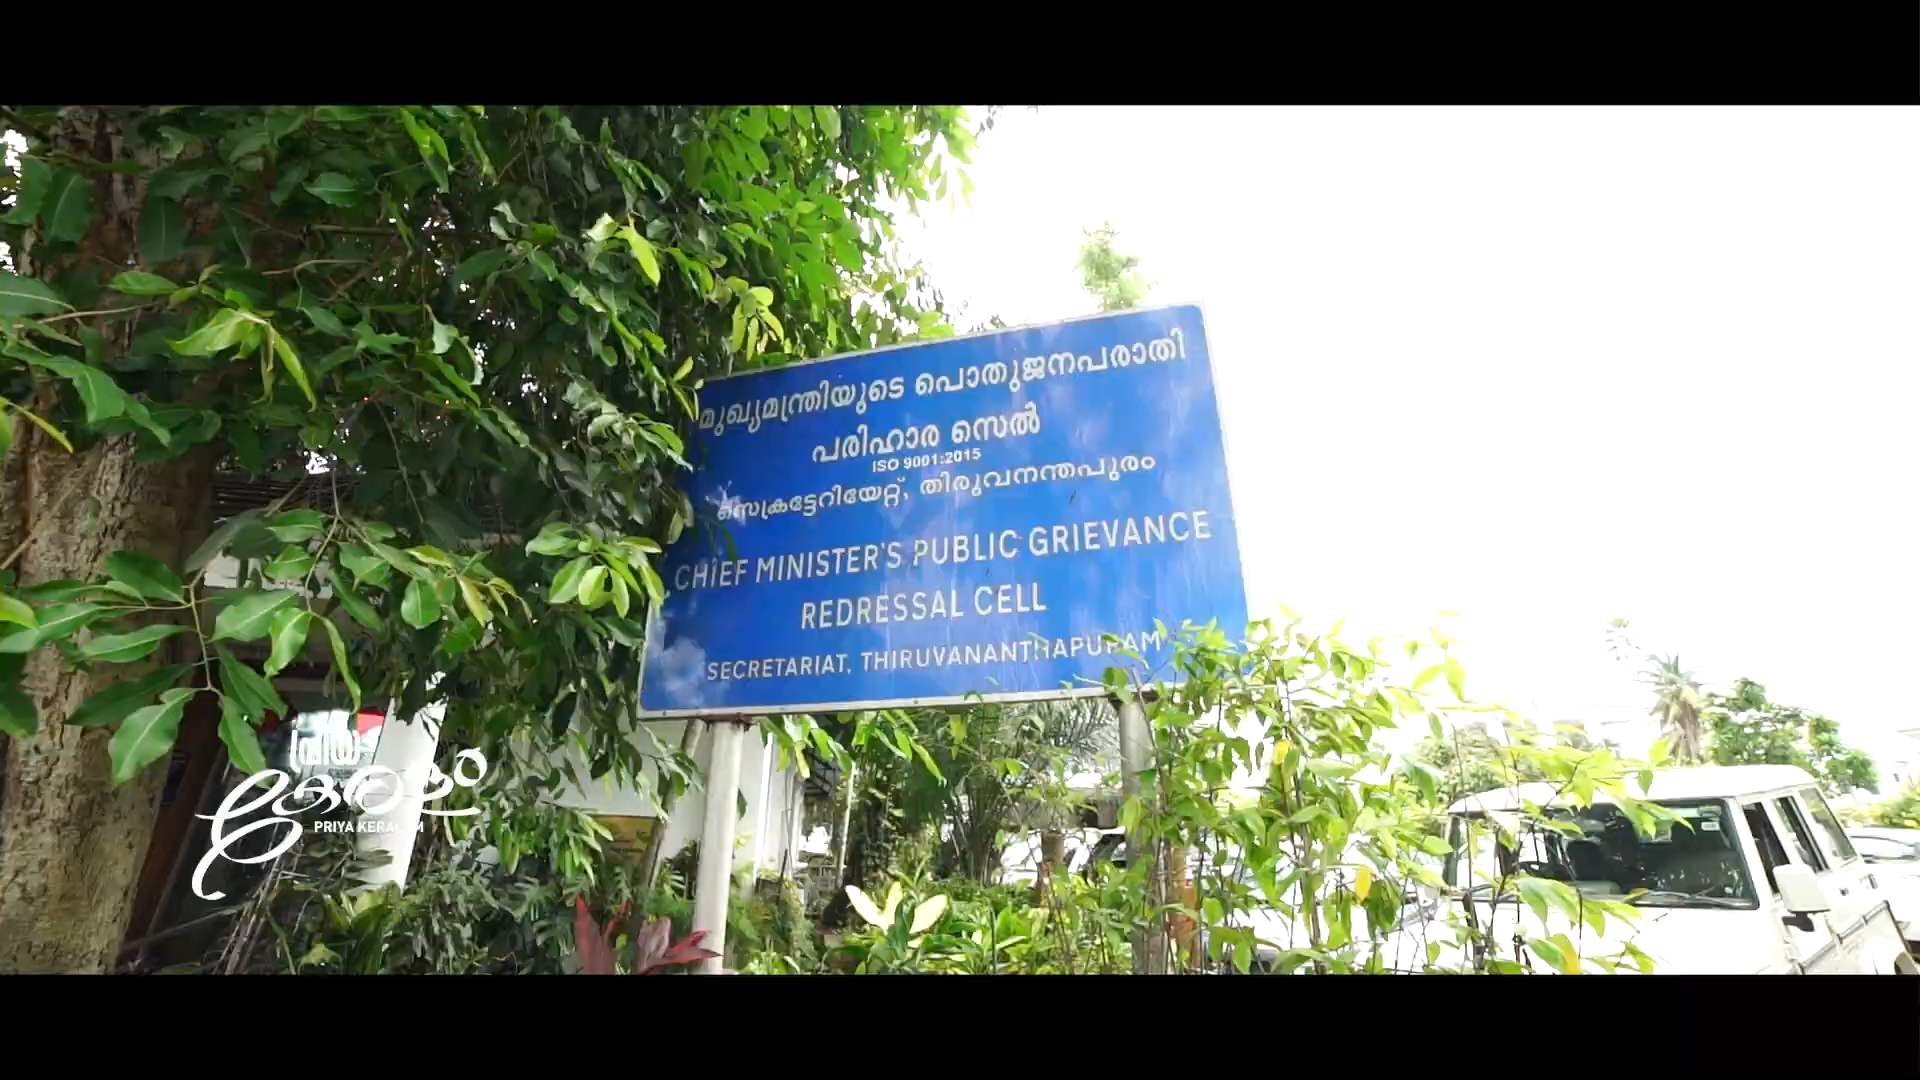 മുഖ്യമന്ത്രിയുടെ പൊതുജനപരാതി
പരിഹാര സെൽ
ISO 9001:2015
സെക്രട്ടേറിയേറ്റ്, തിരുവനന്തപുരം
CHIEF MINISTER'S PUBLIC GRIEVANCE
REDRESSAL CELL
SECRETARIAT, THIRUVANANTHAPURAM
പ്രിയ
കേരളം
PRIYA KERALAM